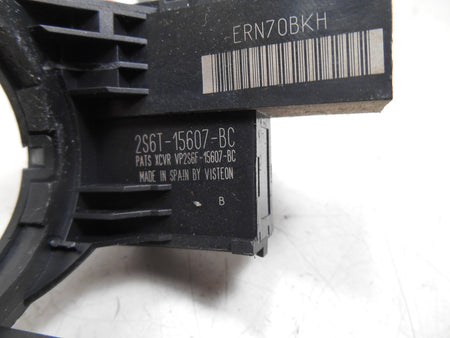 ERN70BKH
2S6T-15607-BC
PATS XCVR VP2S6F-15607-BC
MADE IN SPAIN BY VISTEON
B